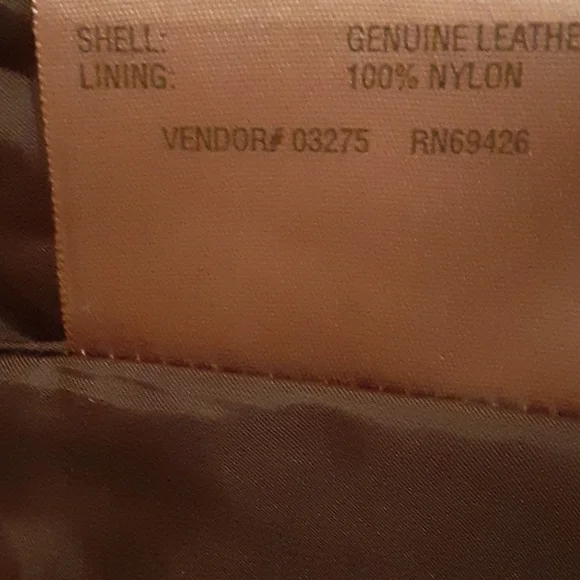 SHELL: GENUINE LEATHE
LINING: 100% NYLON
VENDOR# 03275 RN69426